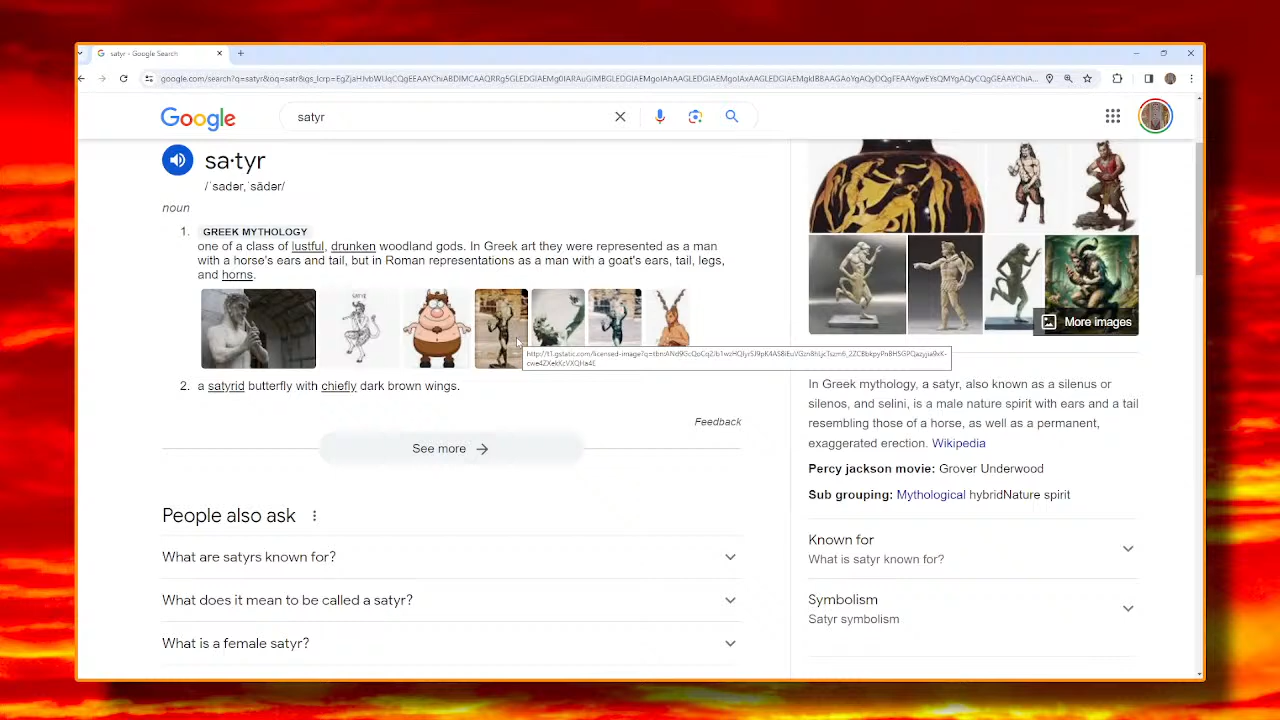 satyr - Google Search
Google
satyr
sa·tyr
/ˈsadər,ˈsādər/
noun
1. GREEK MYTHOLOGY
one of a class of lustful, drunken woodland gods. In Greek art they were represented as a man
with a horse's ears and tail, but in Roman representations as a man with a goat's ears, tail, legs,
and horns.
2. a satyrid butterfly with chiefly dark brown wings.
Feedback
See more
People also ask
What are satyrs known for?
What does it mean to be called a satyr?
What is a female satyr?
More images
In Greek mythology, a satyr, also known as a silenus or
silenos, and selini, is a male nature spirit with ears and a tail
resembling those of a horse, as well as a permanent,
exaggerated erection. Wikipedia
Percy jackson movie: Grover Underwood
Sub grouping: Mythological hybridNature spirit
Known for
What is satyr known for?
Symbolism
Satyr symbolism